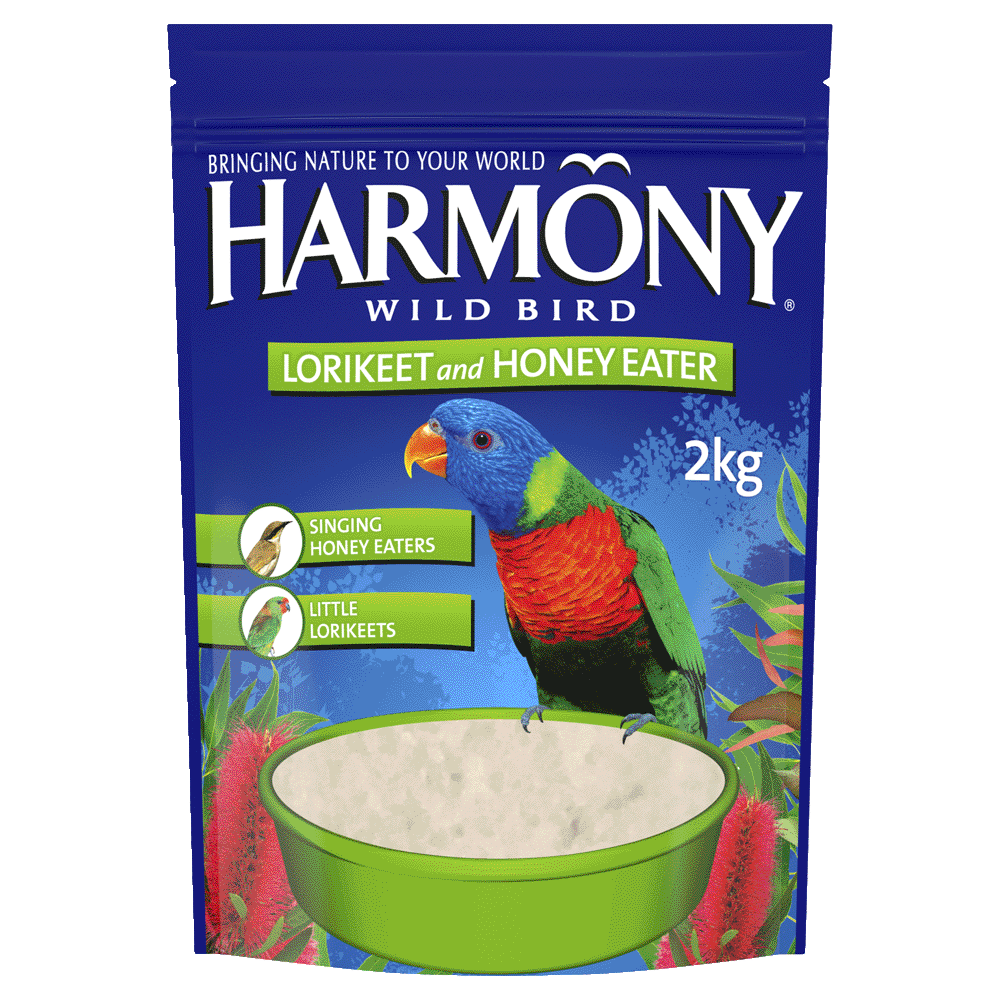 BRINGING NATURE TO YOUR WORLD
HARMONY
WILD BIRD ®
LORIKEET and HONEY EATER
2kg
SINGING
HONEY EATERS
LITTLE
LORIKEETS